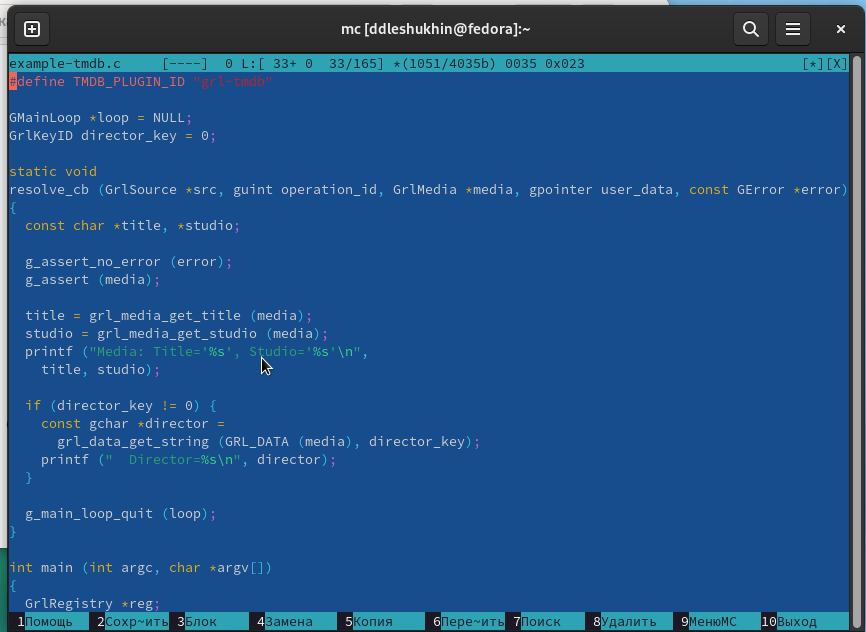 mc [ddleshukhin@fedora]:~
example-tmdb.c     [----]  0 L:[ 33+ 0  33/165] *(1051/4035b) 0035 0x023                           [*][X]
#define TMDB_PLUGIN_ID "grl-tmdb"
GMainLoop *loop = NULL;
GrlKeyID director_key = 0;
static void
resolve_cb (GrlSource *src, guint operation_id, GrlMedia *media, gpointer user_data, const GError *error)
{
  const char *title, *studio;
  g_assert_no_error (error);
  g_assert (media);
  title = grl_media_get_title (media);
  studio = grl_media_get_studio (media);
  printf ("Media: Title='%s', Studio='%s'\n",
    title, studio);
  if (director_key != 0) {
    const gchar *director =
      grl_data_get_string (GRL_DATA (media), director_key);
    printf ("  Director=%s\n", director);
  }
  g_main_loop_quit (loop);
}
int main (int argc, char *argv[])
{
  GrlRegistry *reg;
1Помощь 2Сохр~ить 3Блок 4Замена 5Копия 6Пере~ить 7Поиск 8Удалить 9МенюМС 10Выход